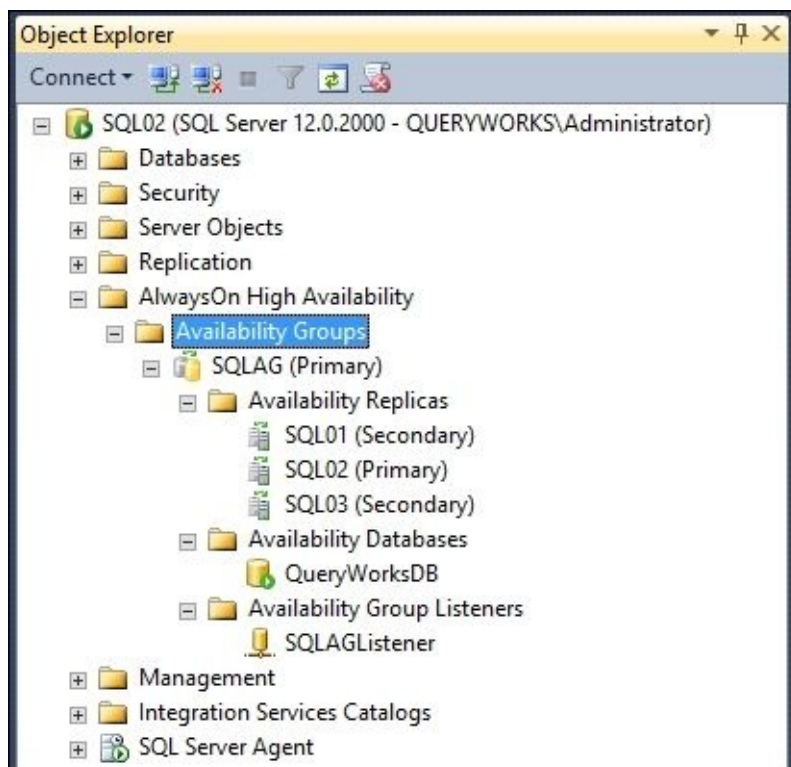 Object Explorer
Connect
SQL02 (SQL Server 12.0.2000 - QUERYWORKS\Administrator)
Databases
Security
Server Objects
Replication
AlwaysOn High Availability
Availability Groups
SQLAG (Primary)
Availability Replicas
SQL01 (Secondary)
SQL02 (Primary)
SQL03 (Secondary)
Availability Databases
QueryWorksDB
Availability Group Listeners
SQLAGListener
Management
Integration Services Catalogs
SQL Server Agent